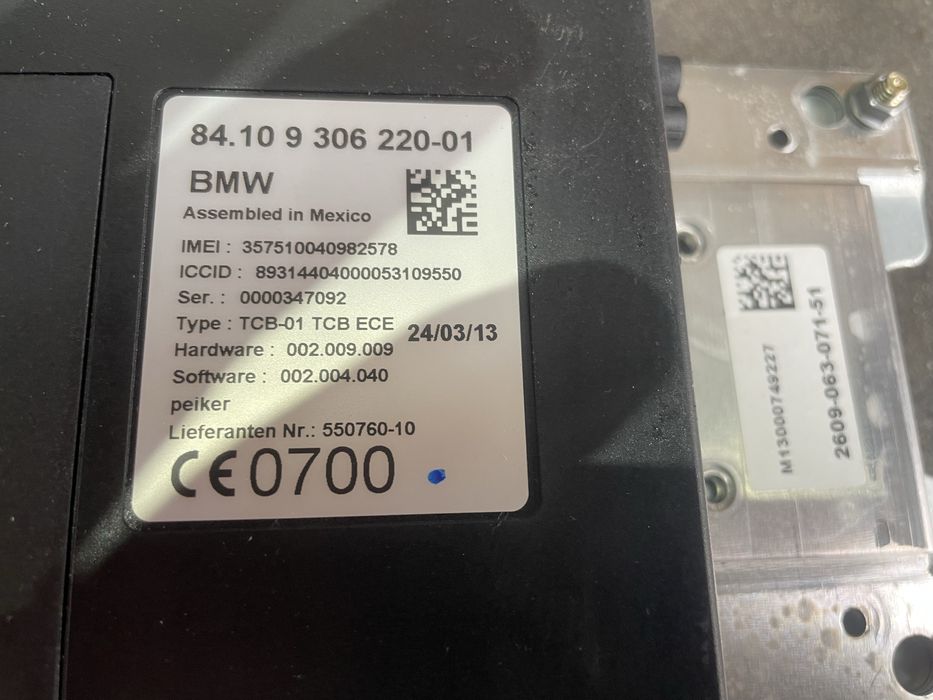 84.10 9 306 220-01
BMW
Assembled in Mexico
IMEI : 357510040982578
ICCID : 89314404000053109550
Ser. : 0000347092
Type : TCB-01 TCB ECE
24/03/13
Hardware : 002.009.009
Software : 002.004.040
peiker
Lieferanten Nr.: 550760-10
CE0700
M13000749227
2609-063-071-51